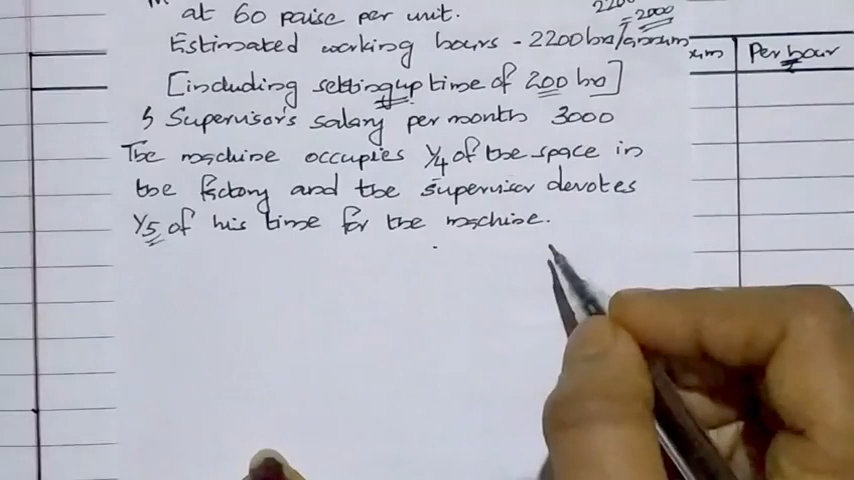 at 60 paise per unit.
= 2000
Estimated working hours - 2200 hrs/annum
Per hour
[including setting up time of 200 hrs]
Supervisor's salary per month 3000
The machine occupies 1/4 of the space in
the factory and the supervisor devotes
1/5 of his time for the machine.